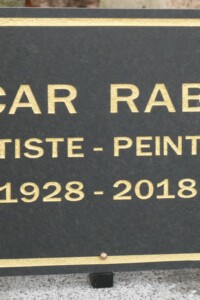 CAR RAB
TISTE - PEINT
1928 - 2018